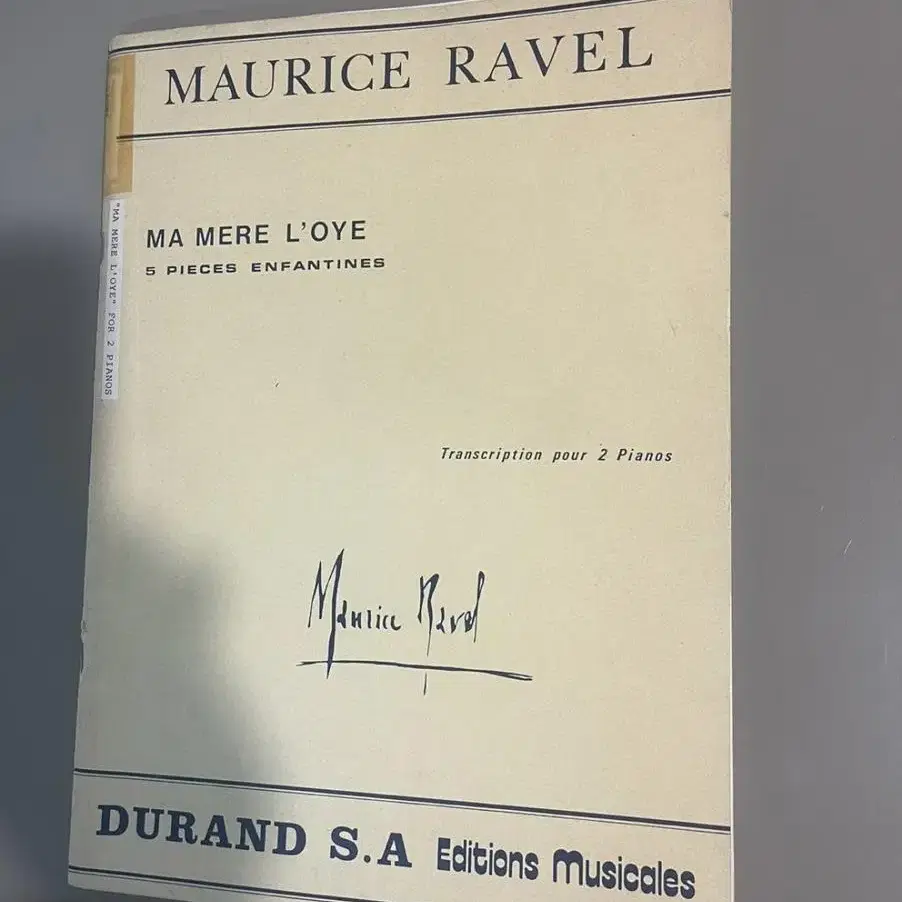 MAURICE RAVEL
"MA MERE L'OYE" FOR 2 PIANOS
MA MERE L'OYE
5 PIECES ENFANTINES
Transcription pour 2 Pianos
Maurice Ravel
DURAND S.A Editions Musicales